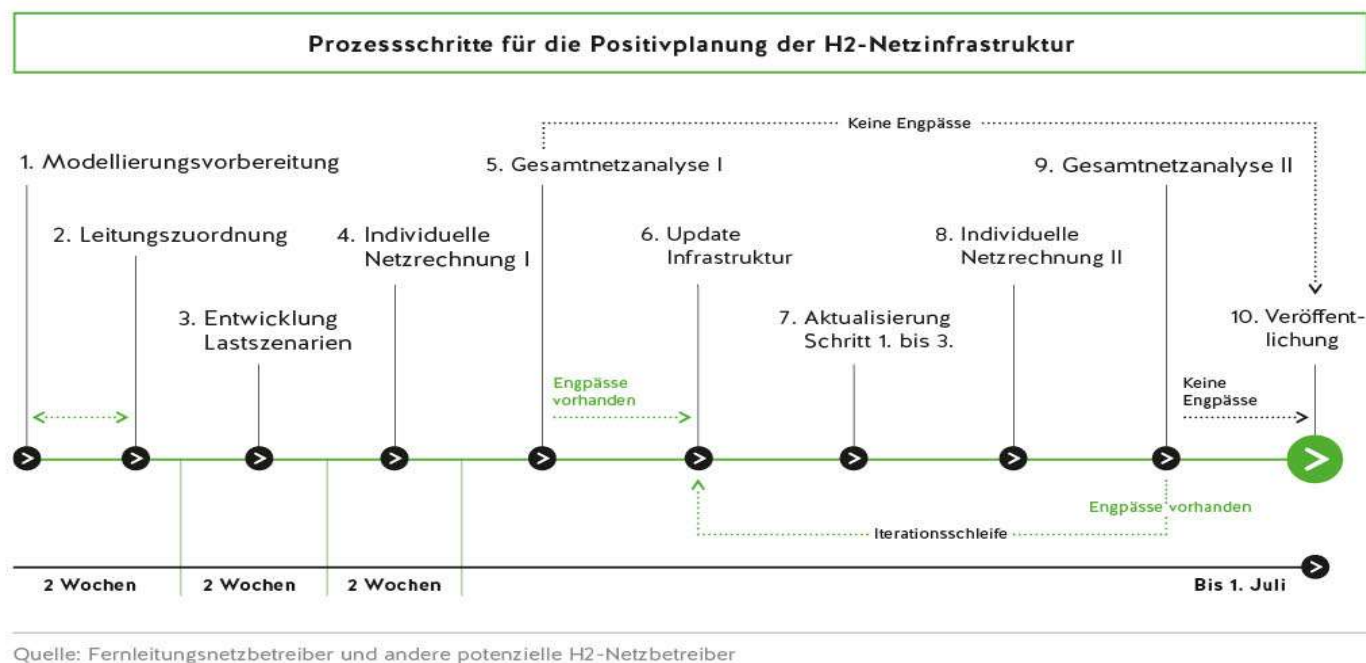 Prozessschritte für die Positivplanung der H2-Netzinfrastruktur
Keine Engpässe
1. Modellierungsvorbereitung
5. Gesamtnetzanalyse I
9. Gesamtnetzanalyse II
2. Leitungszuordnung
4. Individuelle
Netzrechnung I
6. Update
Infrastruktur
8. Individuelle
Netzrechnung II
3. Entwicklung
Lastszenarien
7. Aktualisierung
Schritt 1. bis 3.
10. Veröffent-
lichung
Engpässe
vorhanden
Keine
Engpässe
Engpässe vorhanden
Iterationsschleife
2 Wochen
2 Wochen
2 Wochen
Bis 1. Juli
Quelle: Fernleitungsnetzbetreiber und andere potenzielle H2-Netzbetreiber